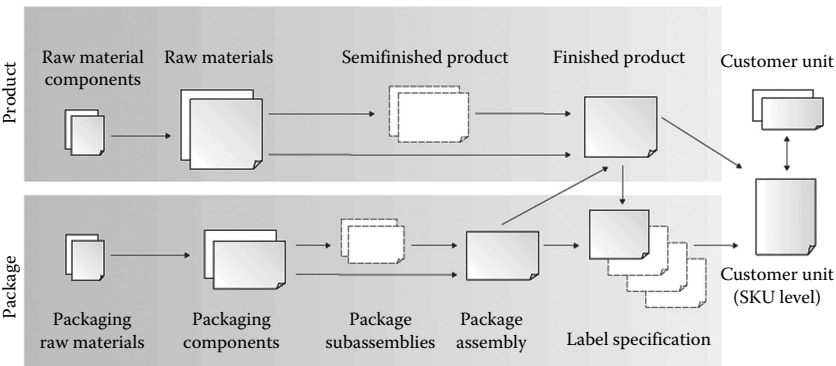 Product
Raw material
components
Raw materials
Semifinished product
Finished product
Customer unit
Package
Packaging
raw materials
Packaging
components
Package
subassemblies
Package
assembly
Label specification
Customer unit
(SKU level)